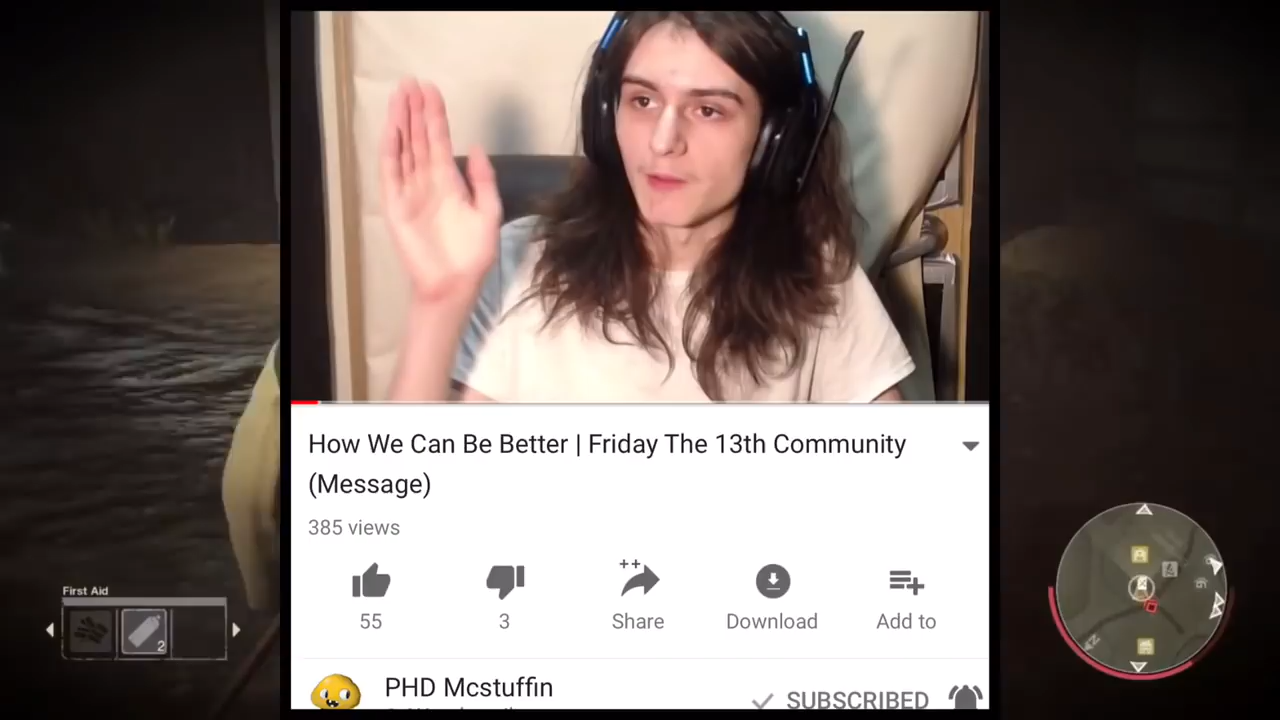 How We Can Be Better | Friday The 13th Community
(Message)
385 views
55
3
Share
Download
Add to
PHD Mcstuffin
SUBSCRIBED
First Aid
2